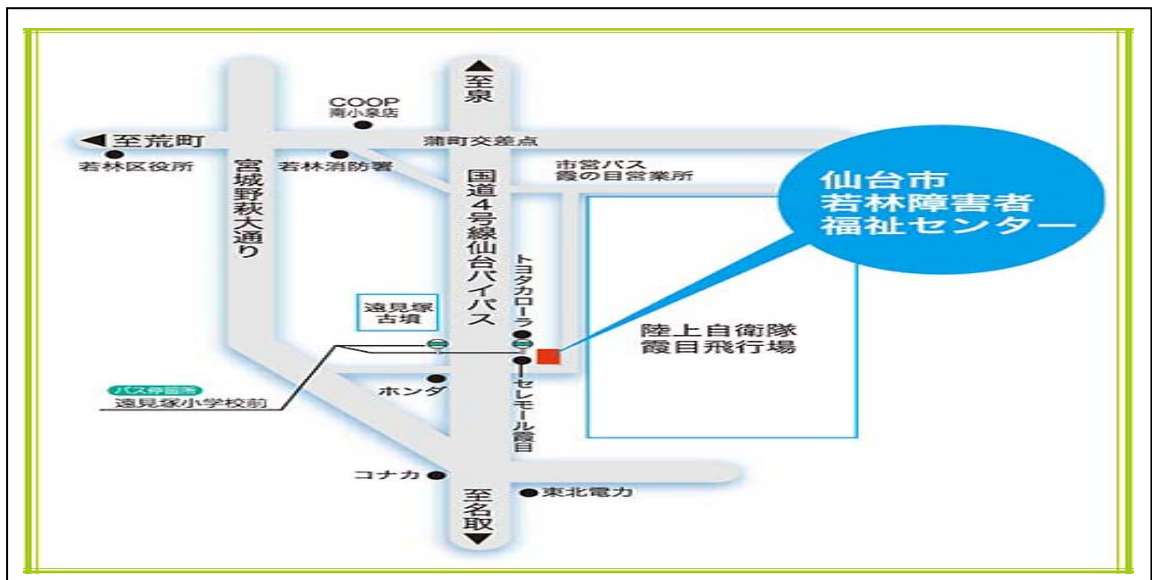 至泉
COOP
南小泉店
至荒町
蒲町交差点
若林区役所
若林消防署
市営バス
霞の目営業所
仙台市
若林障害者
福祉センター
宮城野萩大通り
国道4号線仙台バイパス
トヨタカローラ
遠見塚
古墳
陸上自衛隊
霞目飛行場
バス停留所
遠見塚小学校前
ホンダ
セレモール霞目
コナカ
東北電力
至名取